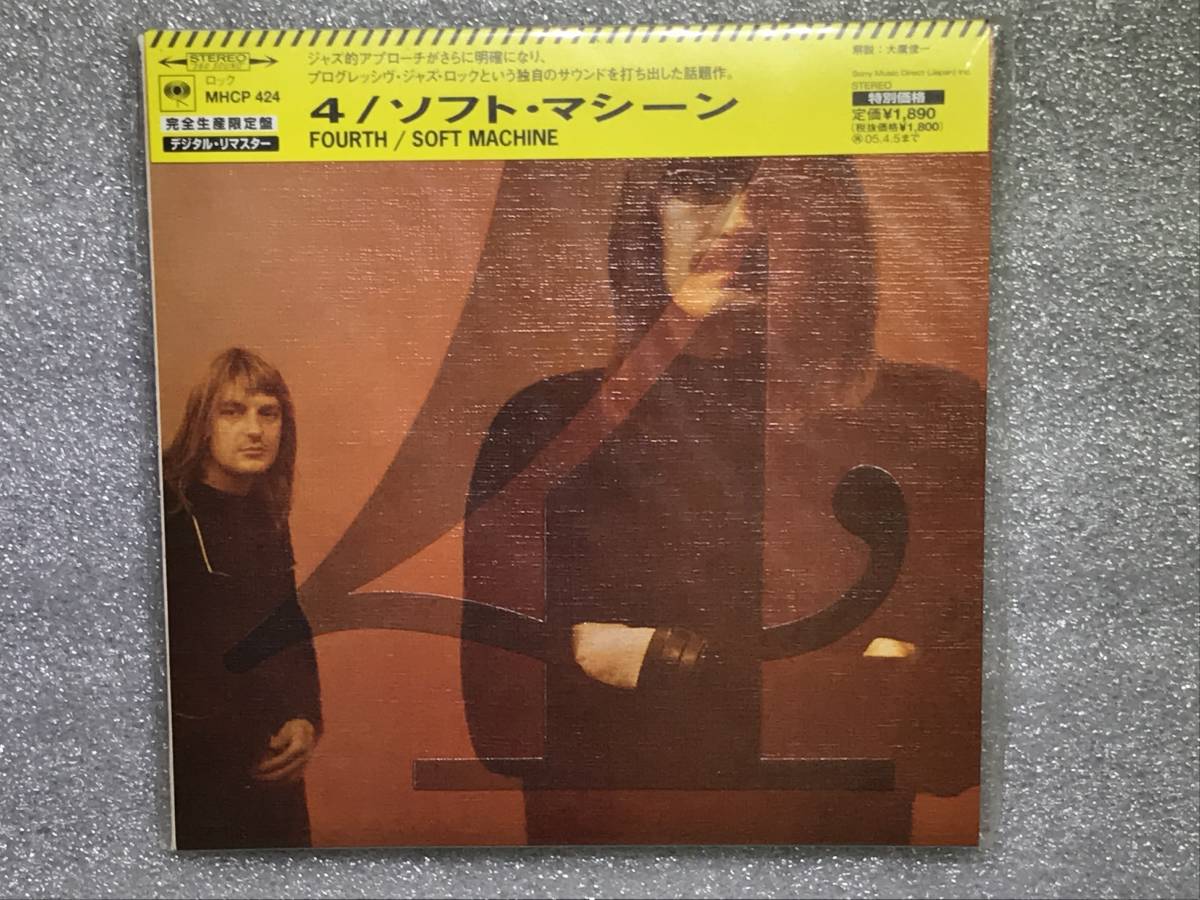 STEREO
360 SOUND
ロック
MHCP 424
完全生産限定盤
デジタル・リマスター
ジャズ的アプローチがさらに明確になり、
プログレッシヴ・ジャズ・ロックという独自のサウンドを打ち出した話題作。
4/ソフト・マシーン
FOURTH / SOFT MACHINE
解説:大鷹俊一
Sony Music Direct (Japan) Inc.
STEREO
特別価格
定価¥1,890
(税抜価格¥1,800)
05.4.5まで
4